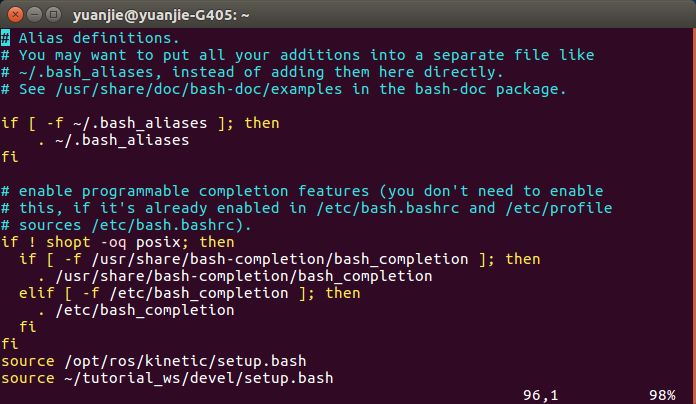 yuanjie@yuanjie-G405: ~
# Alias definitions.
# You may want to put all your additions into a separate file like
# ~/.bash_aliases, instead of adding them here directly.
# See /usr/share/doc/bash-doc/examples in the bash-doc package.

if [ -f ~/.bash_aliases ]; then
    . ~/.bash_aliases
fi

# enable programmable completion features (you don't need to enable
# this, if it's already enabled in /etc/bash.bashrc and /etc/profile
# sources /etc/bash.bashrc).
if ! shopt -oq posix; then
  if [ -f /usr/share/bash-completion/bash_completion ]; then
    . /usr/share/bash-completion/bash_completion
  elif [ -f /etc/bash_completion ]; then
    . /etc/bash_completion
  fi
fi
source /opt/ros/kinetic/setup.bash
source ~/tutorial_ws/devel/setup.bash
96,1 98%